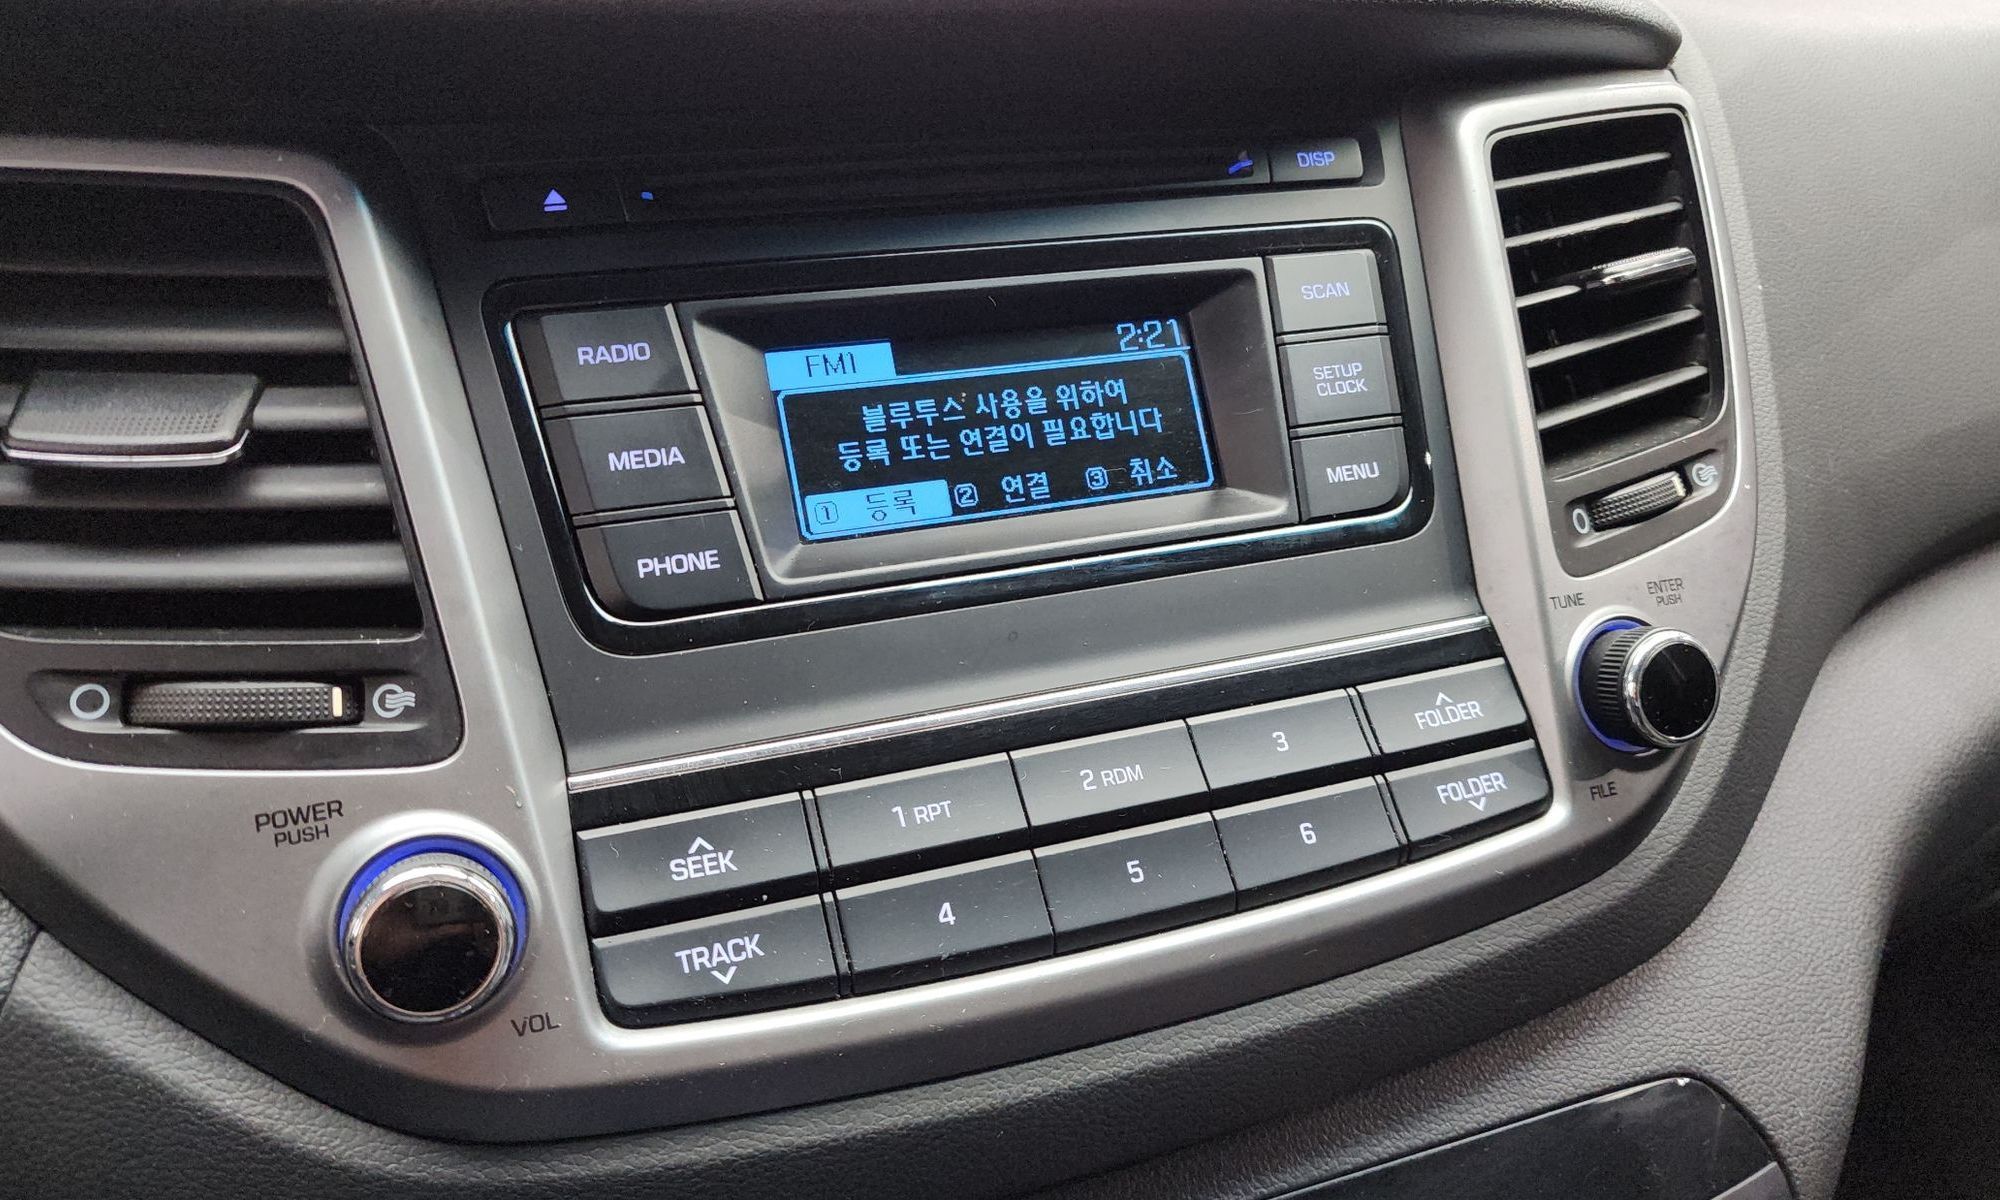 DISP
RADIO
MEDIA
PHONE
FM1 2:21
블루투스 사용을 위하여
등록 또는 연결이 필요합니다
1 등록 2 연결 3 취소
SCAN
SETUP
CLOCK
MENU
TUNE
ENTER
PUSH
FILE
POWER
PUSH
VOL
SEEK
TRACK
1 RPT
2 RDM
3
4
5
6
FOLDER
FOLDER